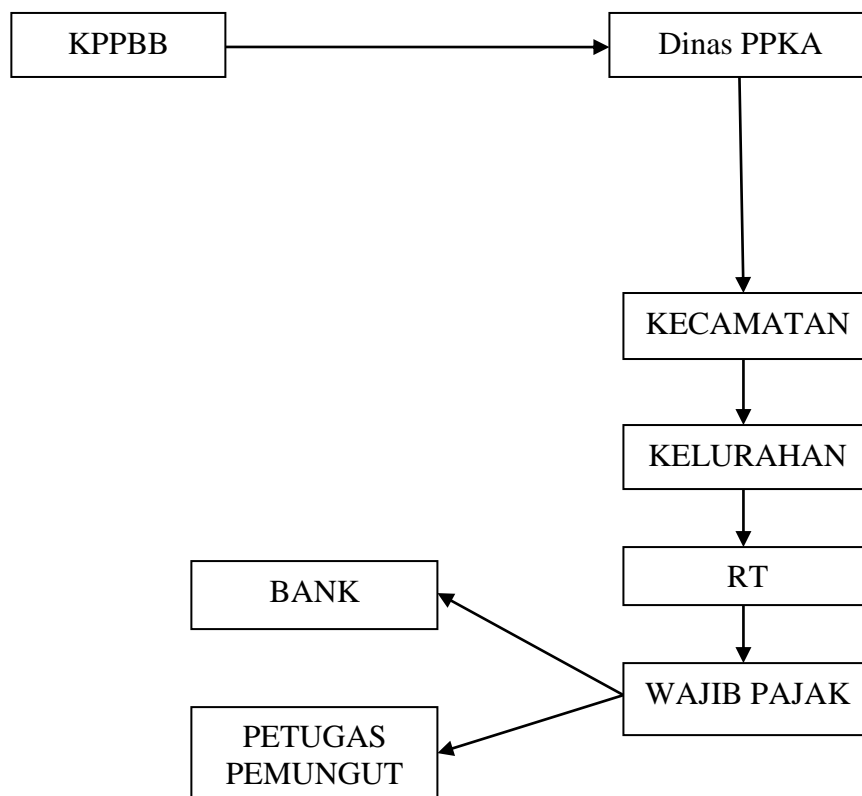 KPPBB
Dinas PPKA
KECAMATAN
KELURAHAN
RT
BANK
WAJIB PAJAK
PETUGAS
PEMUNGUT